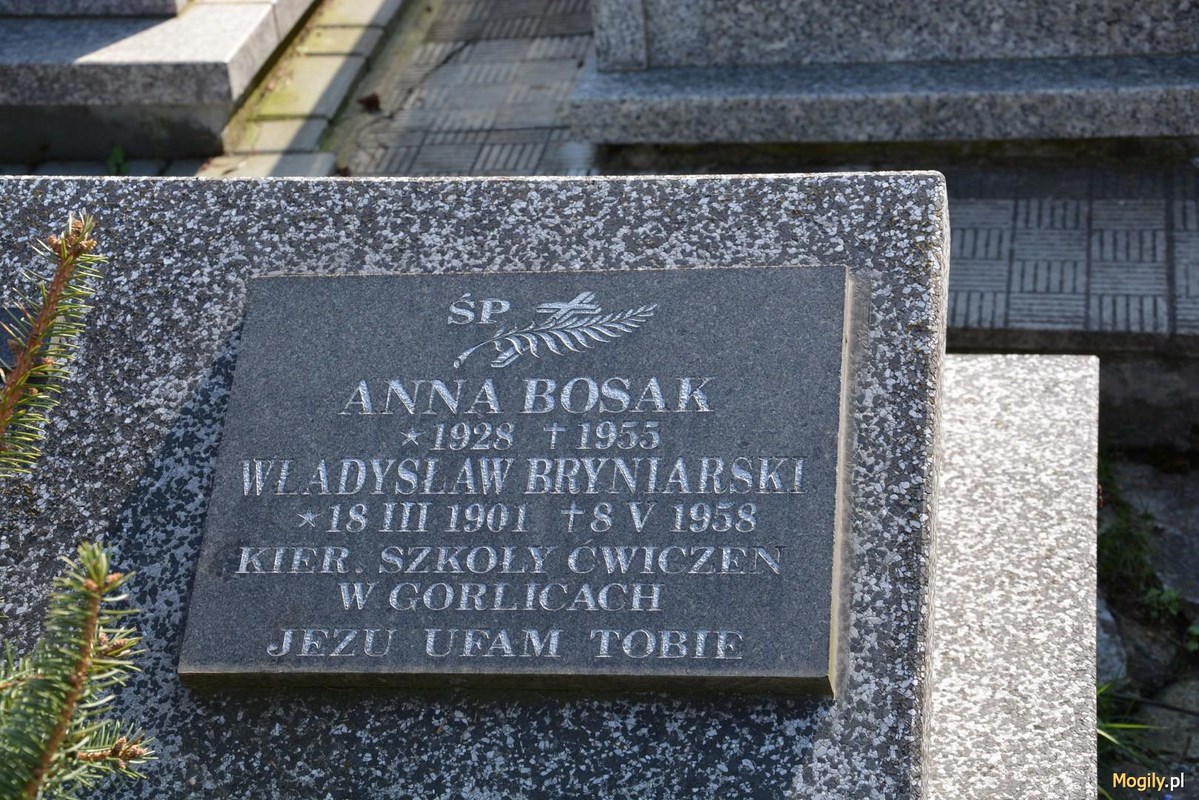 ŚP
ANNA BOSAK
*1928 †1955
WŁADYSŁAW BRYNIARSKI
*18 III 1901 †8 V 1958
KIER. SZKOŁY ĆWICZEŃ
W GORLICACH
JEZU UFAM TOBIE
Mogily.pl